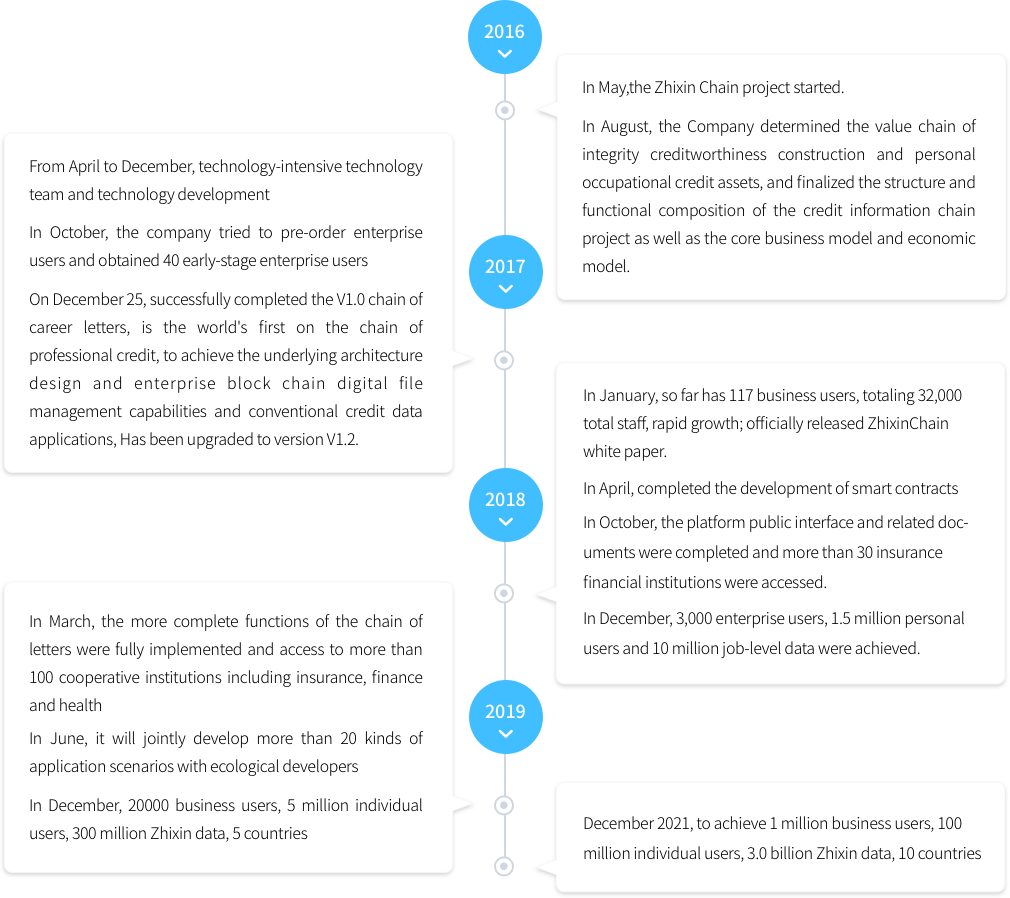 2016
In May,the Zhixin Chain project started.
In August, the Company determined the value chain of
integrity creditworthiness construction and personal
occupational credit assets, and finalized the structure and
functional composition of the credit information chain
project as well as the core business model and economic
model.
2017
From April to December, technology-intensive technology
team and technology development
In October, the company tried to pre-order enterprise
users and obtained 40 early-stage enterprise users
On December 25, successfully completed the V1.0 chain of
career letters, is the world's first on the chain of
professional credit, to achieve the underlying architecture
design and enterprise block chain digital file
management capabilities and conventional credit data
applications, Has been upgraded to version V1.2.
2018
In January, so far has 117 business users, totaling 32,000
total staff, rapid growth; officially released ZhixinChain
white paper.
In April, completed the development of smart contracts
In October, the platform public interface and related doc-
uments were completed and more than 30 insurance
financial institutions were accessed.
In December, 3,000 enterprise users, 1.5 million personal
users and 10 million job-level data were achieved.
2019
In March, the more complete functions of the chain of
letters were fully implemented and access to more than
100 cooperative institutions including insurance, finance
and health
In June, it will jointly develop more than 20 kinds of
application scenarios with ecological developers
In December, 20000 business users, 5 million individual
users, 300 million Zhixin data, 5 countries
December 2021, to achieve 1 million business users, 100
million individual users, 3.0 billion Zhixin data, 10 countries